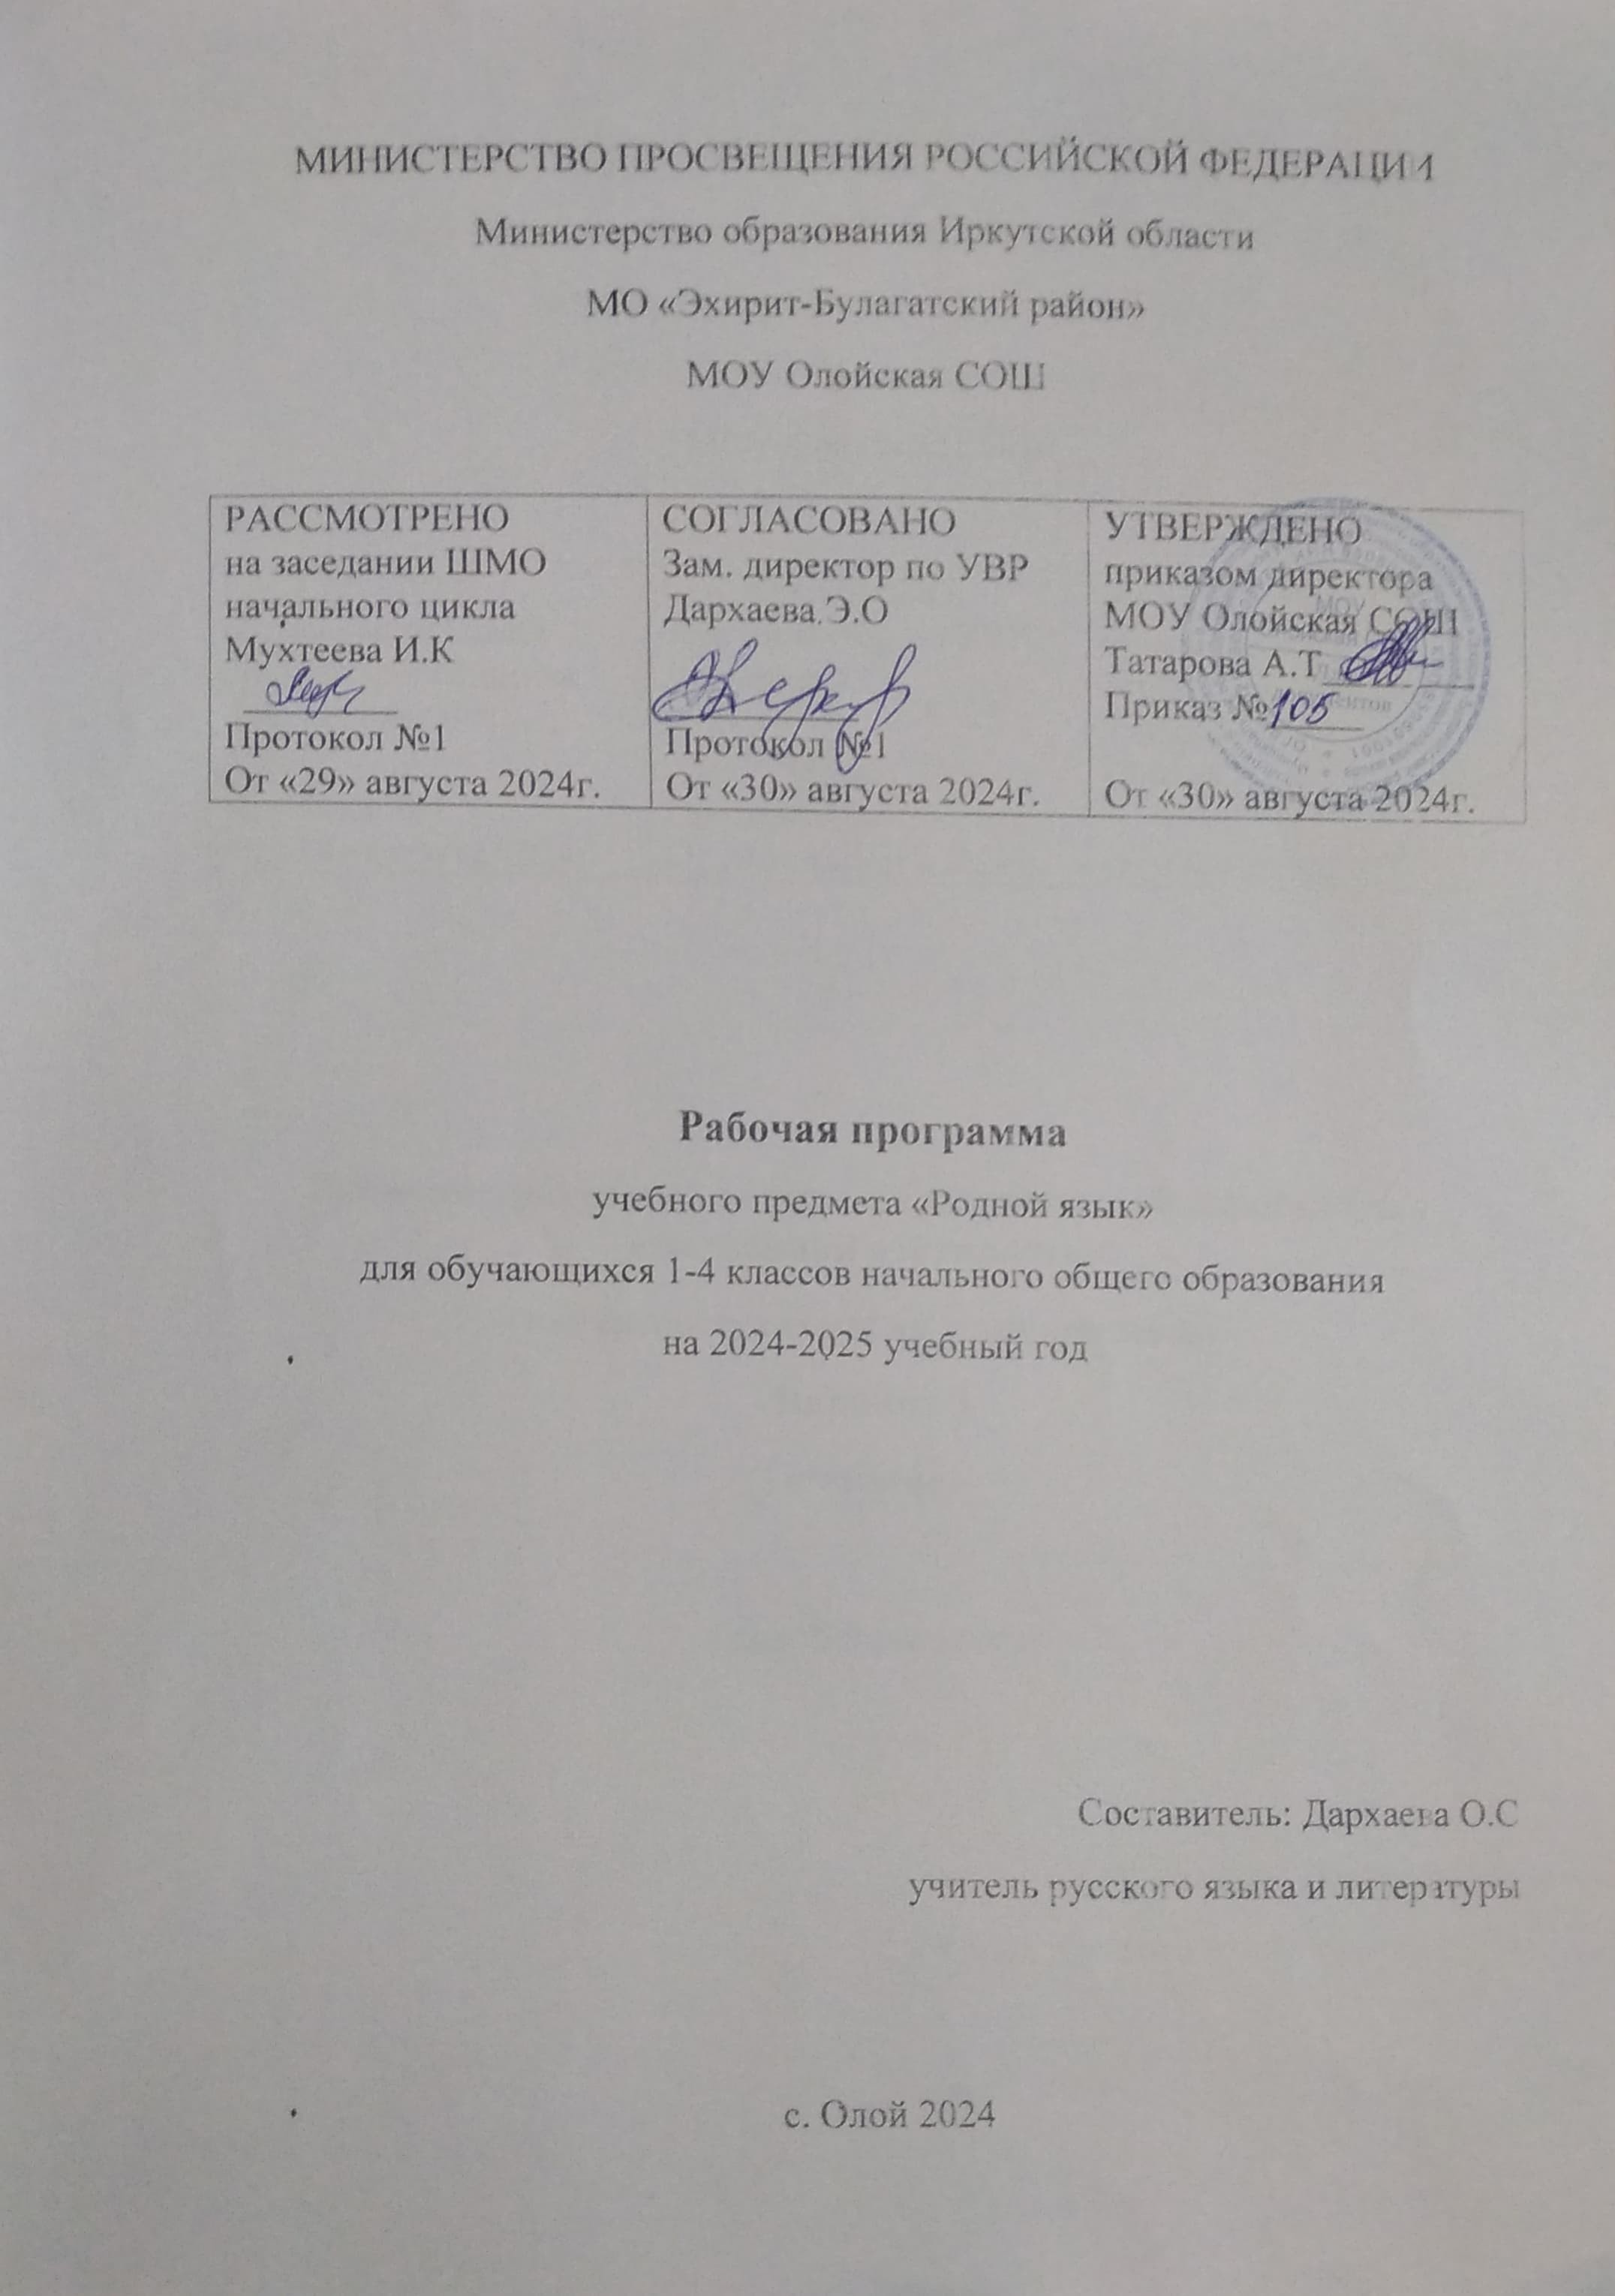 МИНИСТЕРСТВО ПРОСВЕЩЕНИЯ РОССИЙСКОЙ ФЕДЕРАЦИИ
Министерство образования Иркутской области
МО «Эхирит-Булагатский район»
МОУ Олойская СОШ
РАССМОТРЕНО
на заседании ШМО
начального цикла
Мухтеева И.К
Протокол №1
От «29» августа 2024г.
СОГЛАСОВАНО
Зам. директор по УВР
Дархаева Э.О
Протокол №1
От «30» августа 2024г.
УТВЕРЖДЕНО
приказом директора
МОУ Олойская СОШ
Татарова А.Т
Приказ №105
От «30» августа 2024г.
Рабочая программа
учебного предмета «Родной язык»
для обучающихся 1-4 классов начального общего образования
на 2024-2025 учебный год
Составитель: Дархаева О.С
учитель русского языка и литературы
с. Олой 2024